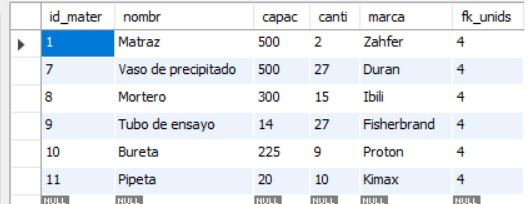 id_mater nombr capac canti marca fk_unids
1 Matraz 500 2 Zahfer 4
7 Vaso de precipitado 500 27 Duran 4
8 Mortero 300 15 Ibili 4
9 Tubo de ensayo 14 27 Fisherbrand 4
10 Bureta 225 9 Proton 4
11 Pipeta 20 10 Kimax 4
NULL NULL NULL NULL NULL NULL